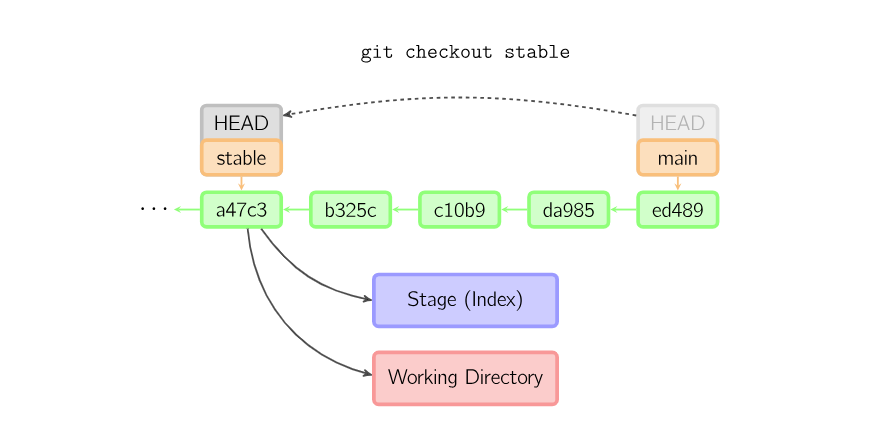 git checkout stable
HEAD HEAD
stable main
··· a47c3 b325c c10b9 da985 ed489
Stage (Index)
Working Directory